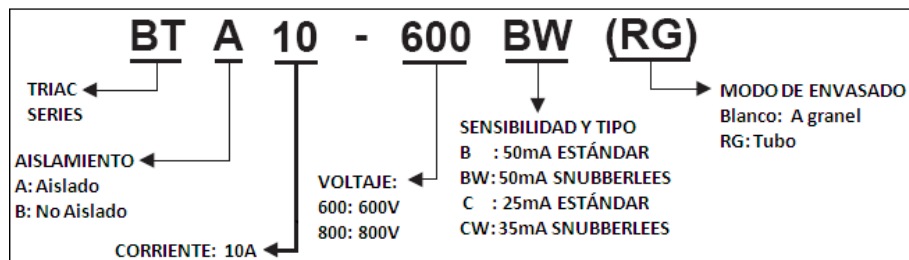 BT A 10 - 600 BW (RG)
TRIAC
SERIES
AISLAMIENTO
A: Aislado
B: No Aislado
CORRIENTE: 10A
VOLTAJE:
600: 600V
800: 800V
SENSIBILIDAD Y TIPO
B : 50mA ESTÁNDAR
BW: 50mA SNUBBERLEES
C : 25mA ESTÁNDAR
CW: 35mA SNUBBERLEES
MODO DE ENVASADO
Blanco: A granel
RG: Tubo